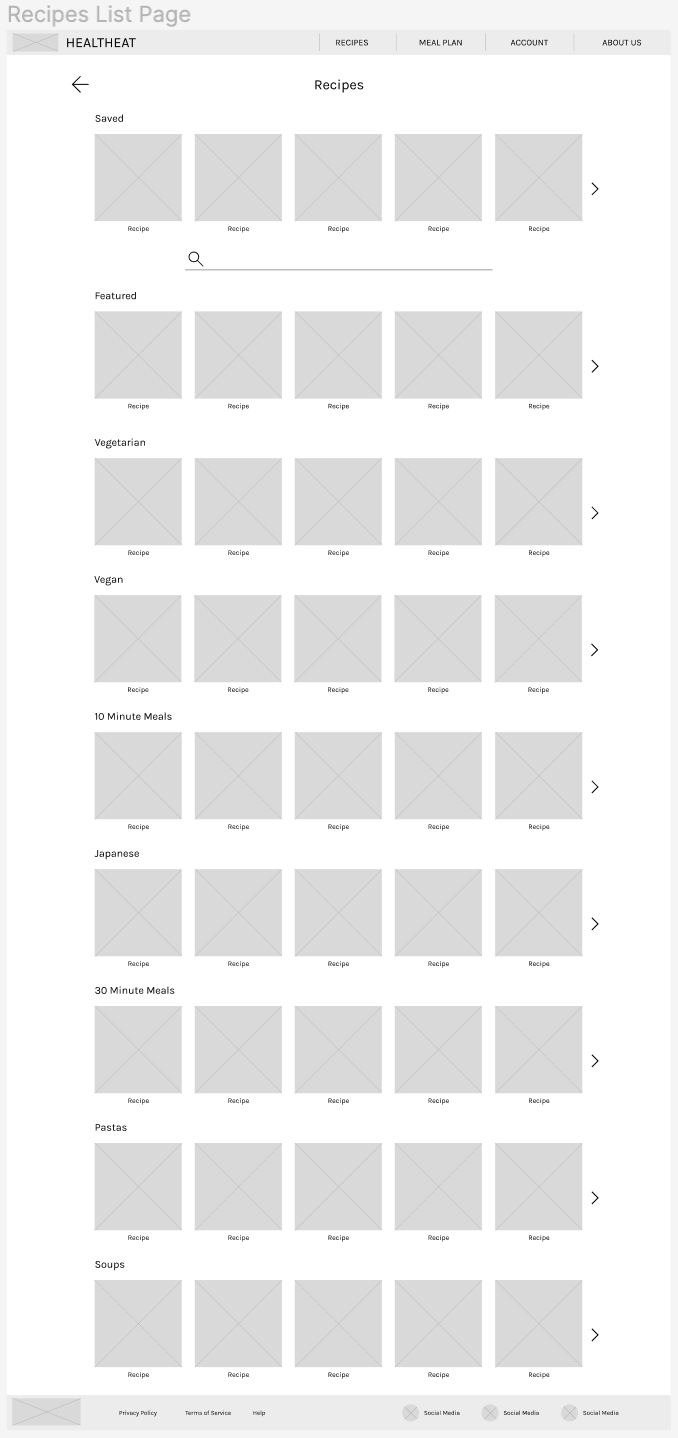 Recipes List Page
HEALTHEAT RECIPES MEAL PLAN ACCOUNT ABOUT US
Recipes
Saved
Recipe Recipe Recipe Recipe Recipe
Featured
Recipe Recipe Recipe Recipe Recipe
Vegetarian
Recipe Recipe Recipe Recipe Recipe
Vegan
Recipe Recipe Recipe Recipe Recipe
10 Minute Meals
Recipe Recipe Recipe Recipe Recipe
Japanese
Recipe Recipe Recipe Recipe Recipe
30 Minute Meals
Recipe Recipe Recipe Recipe Recipe
Pastas
Recipe Recipe Recipe Recipe Recipe
Soups
Recipe Recipe Recipe Recipe Recipe
Privacy Policy Terms of Service Help Social Media Social Media Social Media